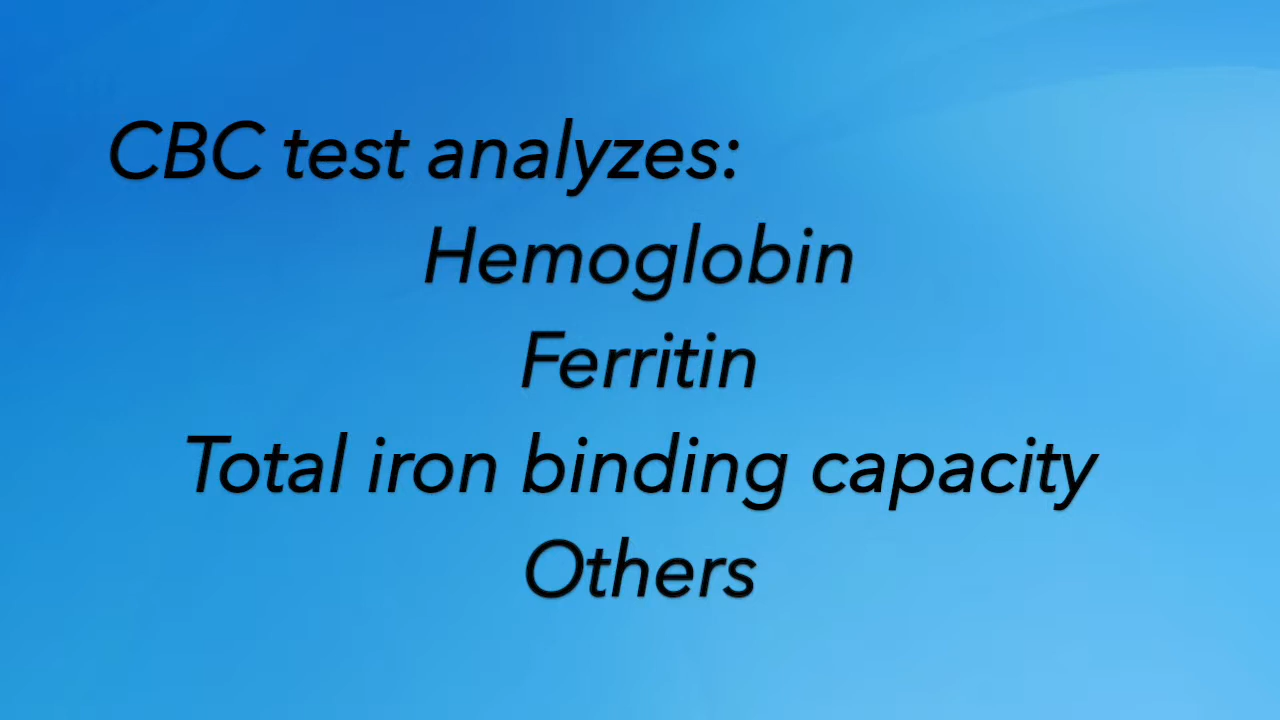 CBC test analyzes:
Hemoglobin
Ferritin
Total iron binding capacity
Others